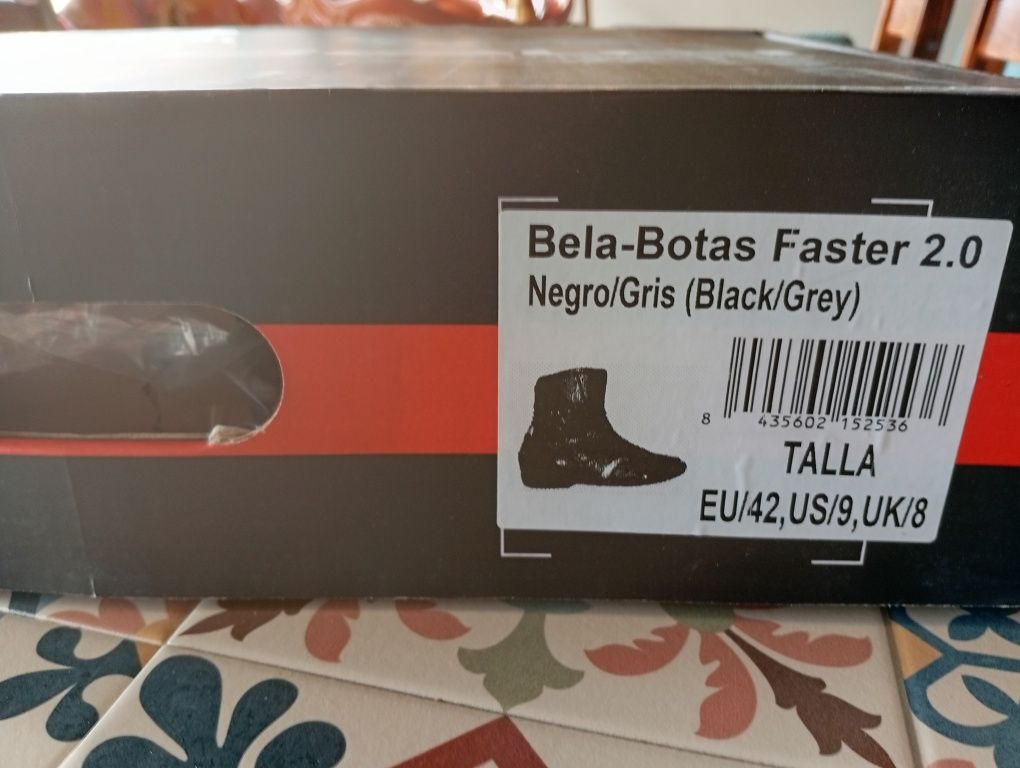 Bela-Botas Faster 2.0
Negro/Gris (Black/Grey)
8 435602 152536
TALLA
EU/42,US/9,UK/8